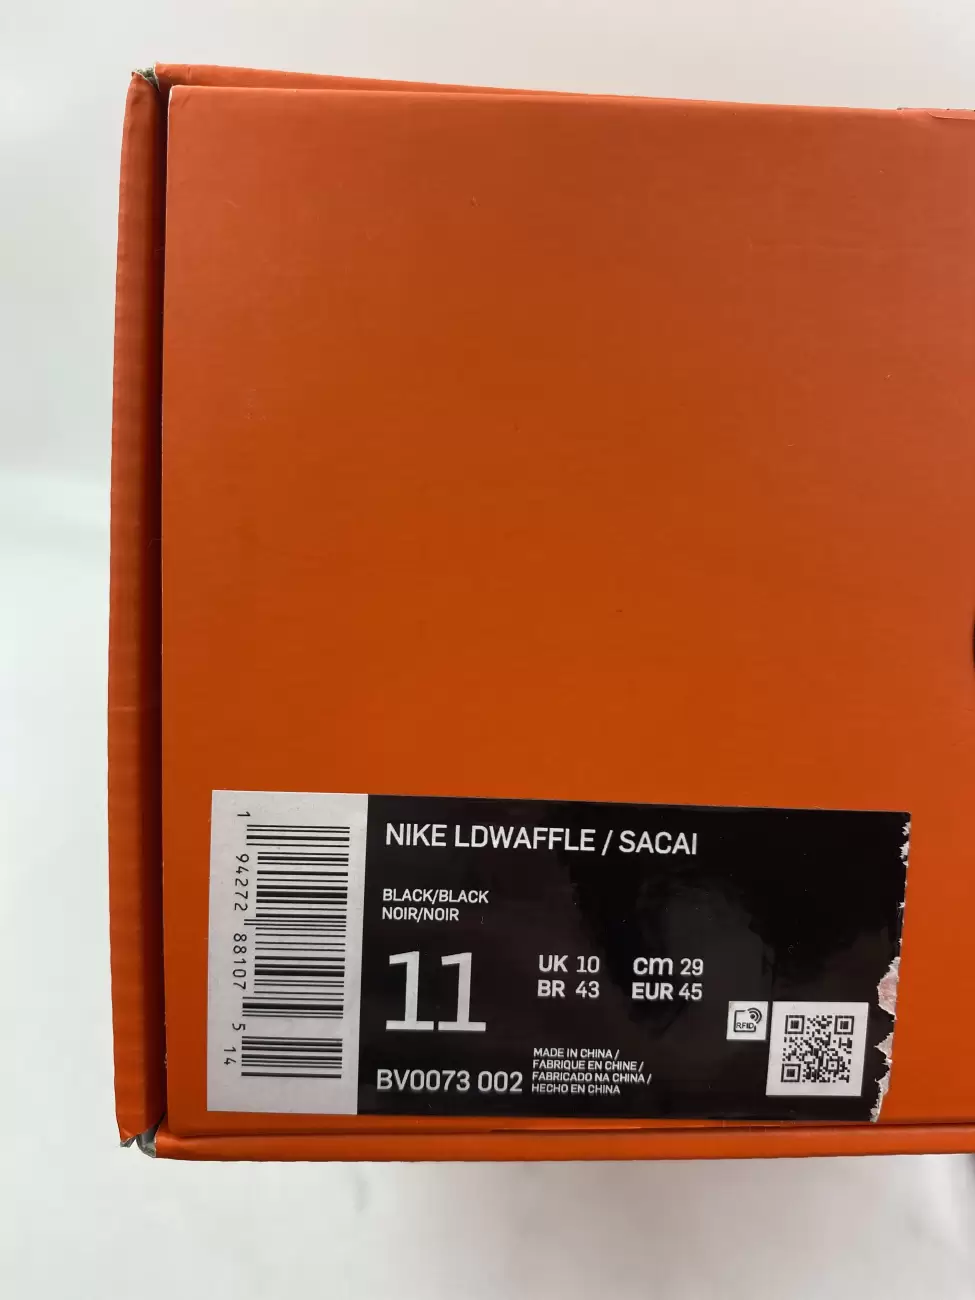 1 94272 88107 5 14
NIKE LDWAFFLE / SACAI
BLACK/BLACK
NOIR/NOIR
11
UK 10 cm 29
BR 43 EUR 45
RFID
BV0073 002
MADE IN CHINA /
FABRIQUE EN CHINE /
FABRICADO NA CHINA /
HECHO EN CHINA